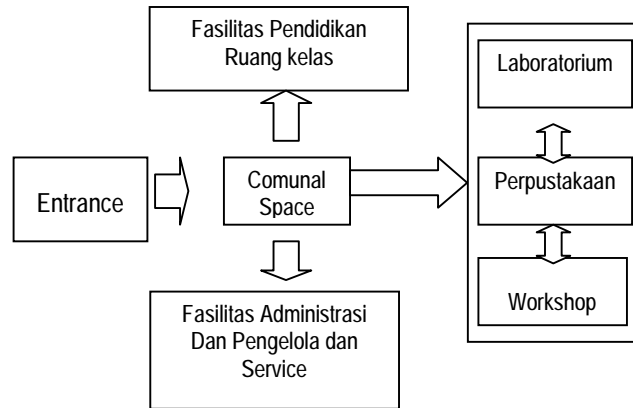 Fasilitas Pendidikan
Ruang kelas
Laboratorium
Entrance
Comunal
Space
Perpustakaan
Workshop
Fasilitas Administrasi
Dan Pengelola dan
Service